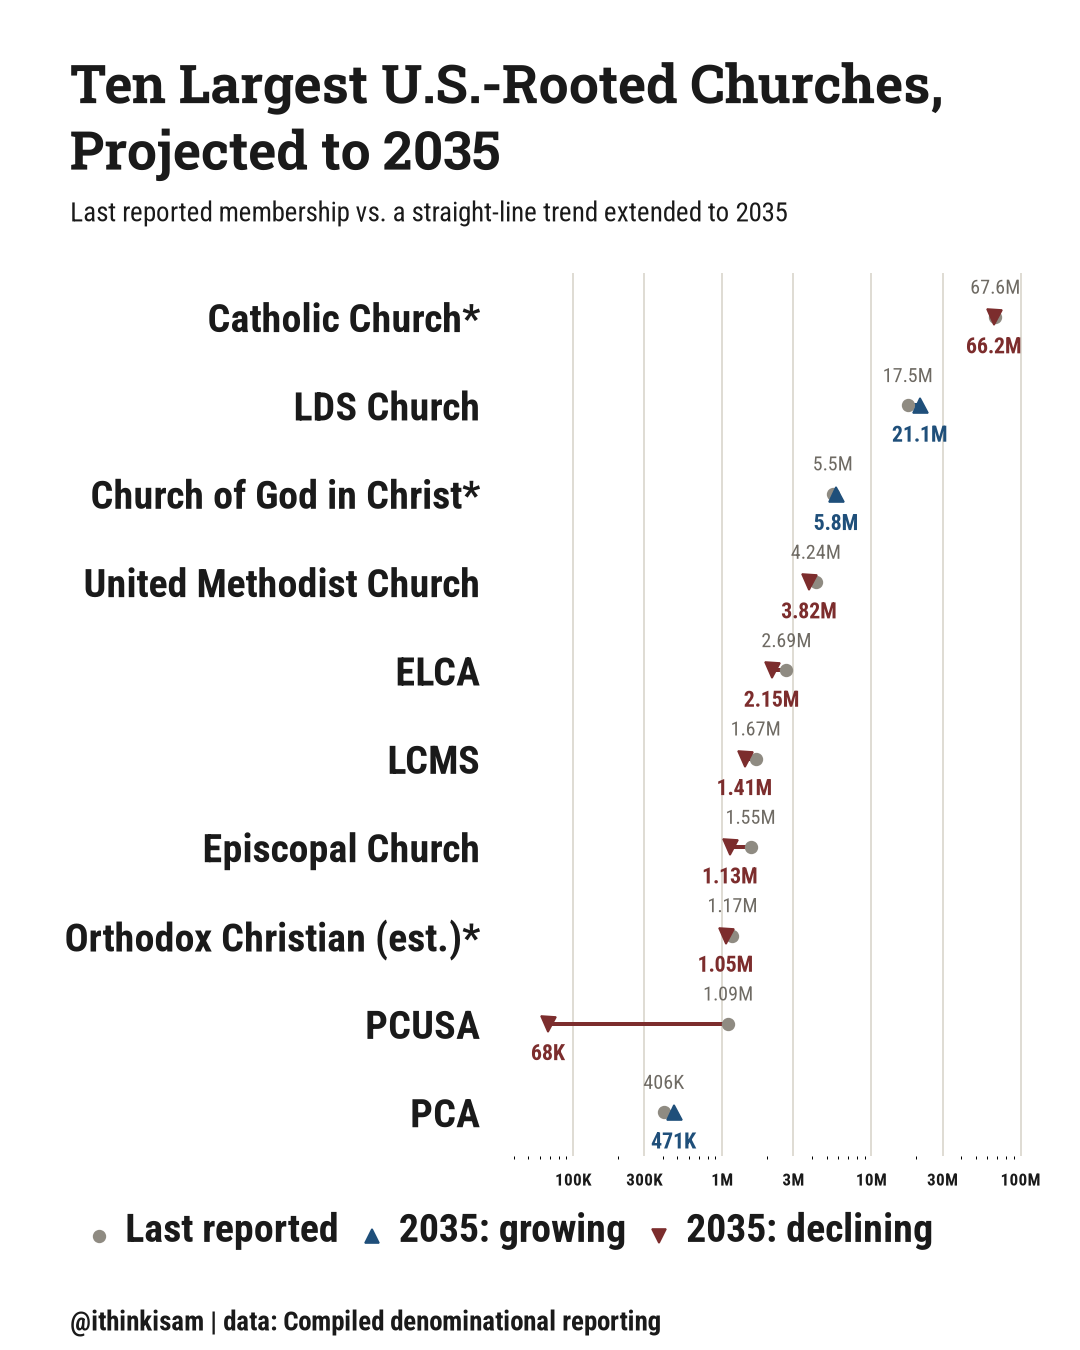 Ten Largest U.S.-Rooted Churches,
Projected to 2035
Last reported membership vs. a straight-line trend extended to 2035
67.6M
Catholic Church*
66.2M
17.5M
LDS Church
21.1M
5.5M
Church of God in Christ*
5.8M
4.24M
United Methodist Church
3.82M
2.69M
ELCA
2.15M
1.67M
LCMS
1.41M
1.55M
Episcopal Church
1.13M
1.17M
Orthodox Christian (est.)*
1.05M
1.09M
PCUSA
68K
406K
PCA
471K
100K 300K 1M 3M 10M 30M 100M
Last reported 2035: growing 2035: declining
@ithinkisam | data: Compiled denominational reporting